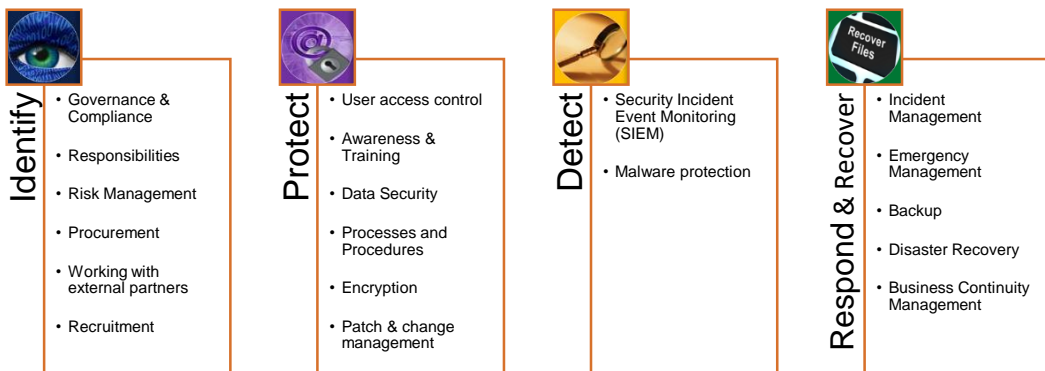 Identify
• Governance &
Compliance
• Responsibilities
• Risk Management
• Procurement
• Working with
external partners
• Recruitment
@
Protect
• User access control
• Awareness &
Training
• Data Security
• Processes and
Procedures
• Encryption
• Patch & change
management
Detect
• Security Incident
Event Monitoring
(SIEM)
• Malware protection
Recover
Files
Respond & Recover
• Incident
Management
• Emergency
Management
• Backup
• Disaster Recovery
• Business Continuity
Management